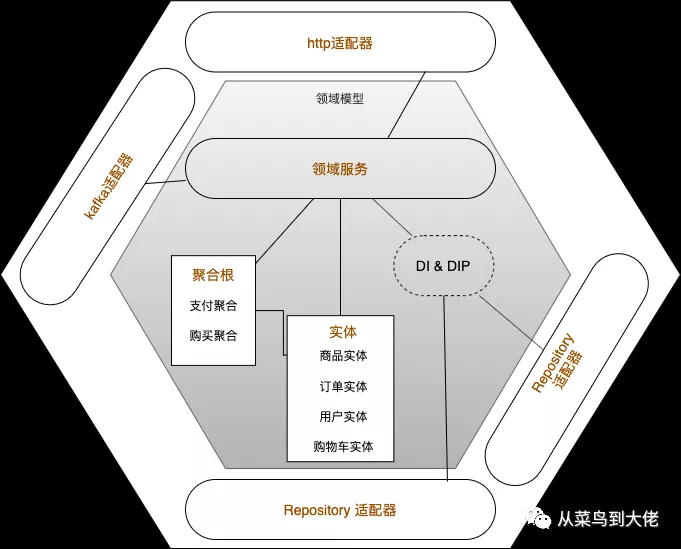 http适配器
领域模型
kafka适配器
领域服务
聚合根
支付聚合
购买聚合
DI & DIP
实体
商品实体
订单实体
用户实体
购物车实体
Repository
适配器
Repository 适配器
从菜鸟到大佬